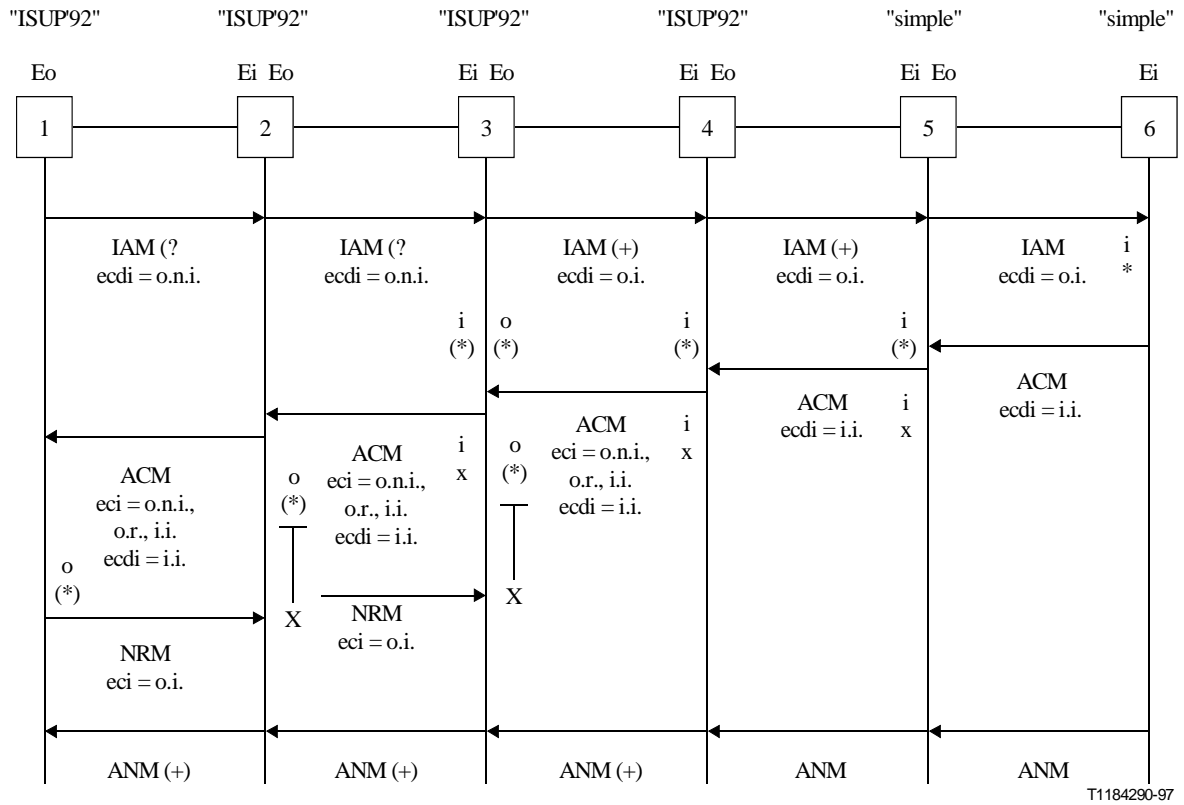 "ISUP'92" "ISUP'92" "ISUP'92" "ISUP'92" "simple" "simple"
Eo Ei Eo Ei Eo Ei Eo Ei Eo Ei
1 2 3 4 5 6
IAM (? IAM (? IAM (+) IAM (+) IAM i
ecdi = o.n.i. ecdi = o.n.i. ecdi = o.i. ecdi = o.i. ecdi = o.i. *
i o i i
(*) (*) (*) (*)
ACM
ecdi = i.i.
ACM i
ecdi = i.i. x
ACM i
eci = o.n.i., x
o.r., i.i.
ecdi = i.i.
o
(*)
X
ACM i
eci = o.n.i., x
o.r., i.i.
ecdi = i.i.
o
(*)
X
ACM
eci = o.n.i.,
o.r., i.i.
ecdi = i.i.
o
(*)
NRM
eci = o.i.
NRM
eci = o.i.
ANM (+) ANM (+) ANM (+) ANM ANM
T1184290-97